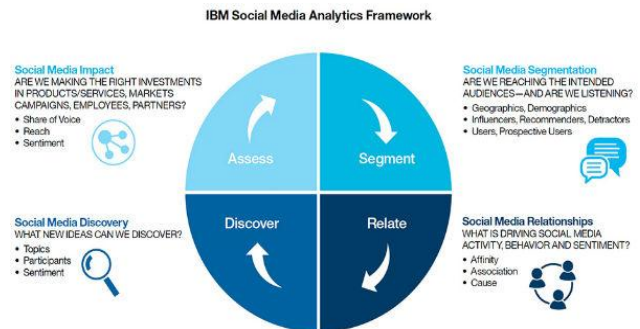 IBM Social Media Analytics Framework
Social Media Impact
ARE WE MAKING THE RIGHT INVESTMENTS
IN PRODUCTS/SERVICES, MARKETS
CAMPAIGNS, EMPLOYEES, PARTNERS?
• Share of Voice
• Reach
• Sentiment
Social Media Segmentation
ARE WE REACHING THE INTENDED
AUDIENCES—AND ARE WE LISTENING?
• Geographics, Demographics
• Influencers, Recommenders, Detractors
• Users, Prospective Users
Assess
Segment
Discover
Relate
Social Media Discovery
WHAT NEW IDEAS CAN WE DISCOVER?
• Topics
• Participants
• Sentiment
Social Media Relationships
WHAT IS DRIVING SOCIAL MEDIA
ACTIVITY, BEHAVIOR AND SENTIMENT?
• Affinity
• Association
• Cause